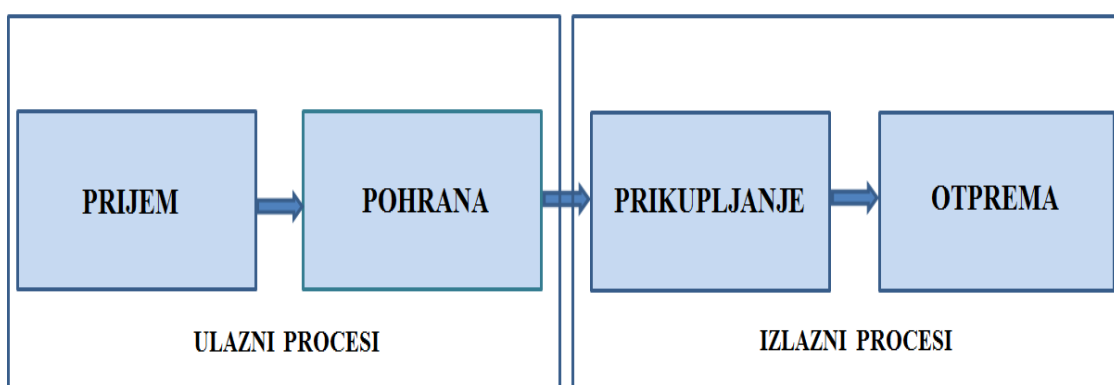 PRIJEM
POHRANA
PRIKUPLJANJE
OTPREMA
ULAZNI PROCESI
IZLAZNI PROCESI